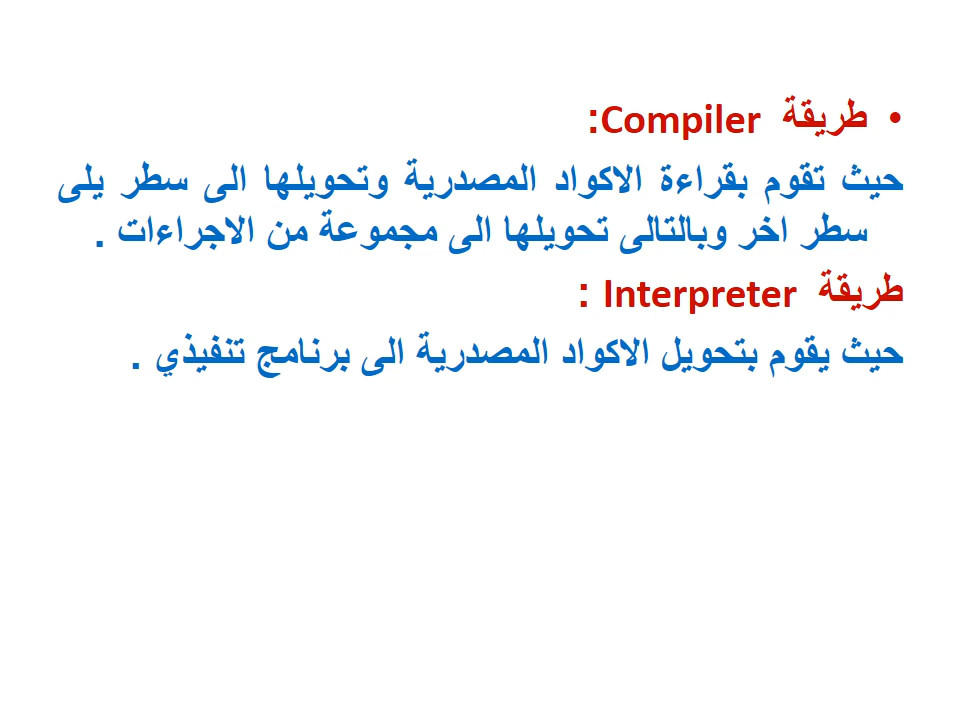 • طريقة Compiler:
حيث تقوم بقراءة الاكواد المصدرية وتحويلها الى سطر يلى
سطر اخر وبالتالى تحويلها الى مجموعة من الاجراءات .
طريقة Interpreter :
حيث يقوم بتحويل الاكواد المصدرية الى برنامج تنفيذي .